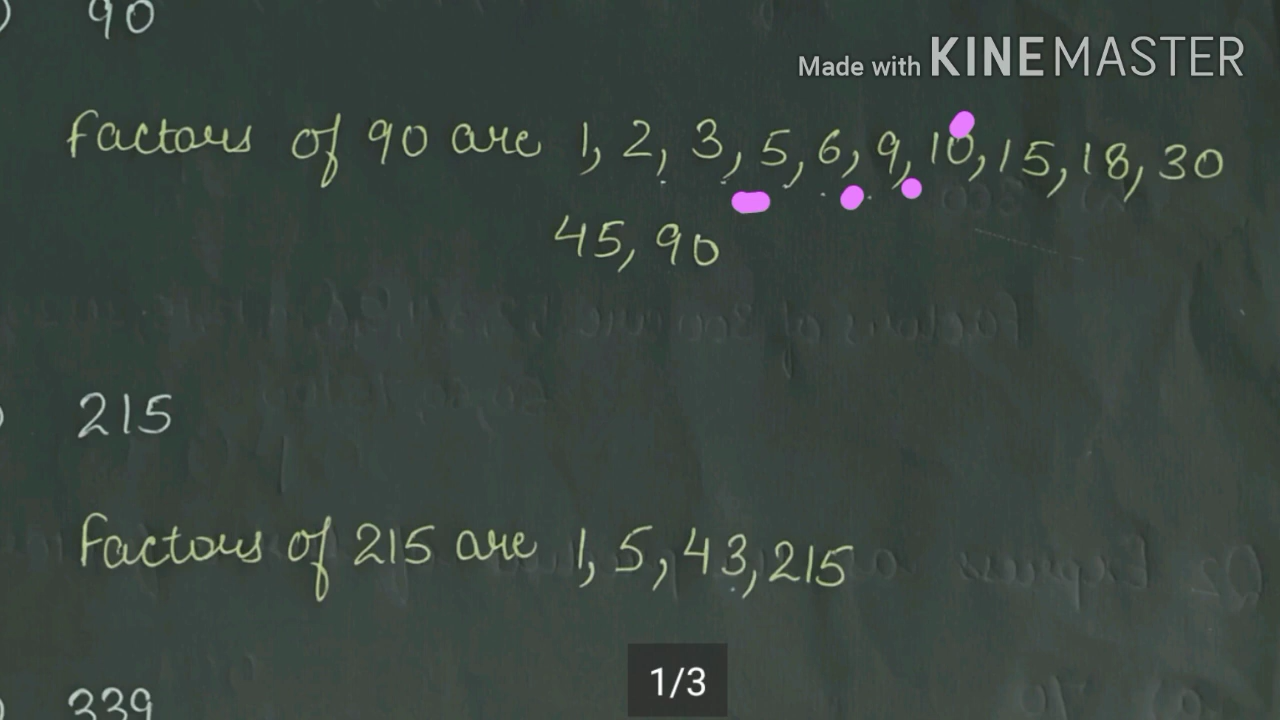 90
Made with KINEMASTER
Factors of 90 are 1, 2, 3, 5, 6, 9, 10, 15, 18, 30
45, 90
215
Factors of 215 are 1, 5, 43, 215
1/3
339